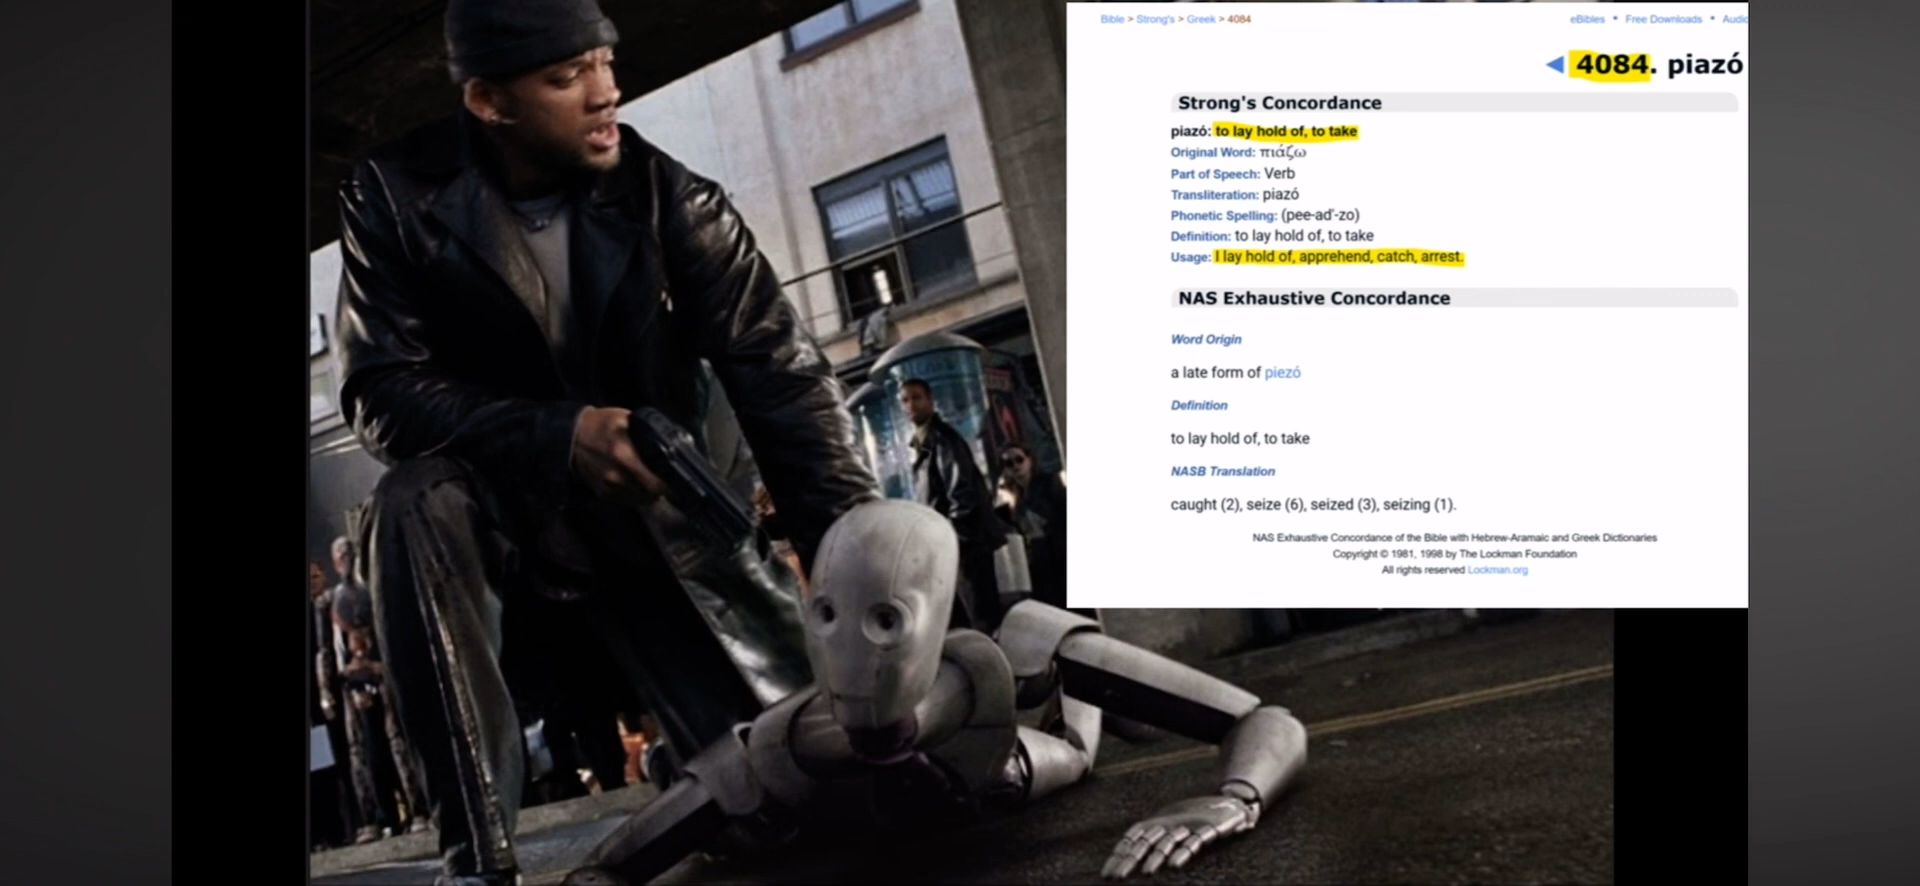 Bible > Strong's > Greek > 4084
eBibles • Free Downloads • Audio
◄ 4084. piazó
Strong's Concordance
piazó: to lay hold of, to take
Original Word: πιάζω
Part of Speech: Verb
Transliteration: piazó
Phonetic Spelling: (pee-ad'-zo)
Definition: to lay hold of, to take
Usage: I lay hold of, apprehend, catch, arrest.
NAS Exhaustive Concordance
Word Origin
a late form of piezó
Definition
to lay hold of, to take
NASB Translation
caught (2), seize (6), seized (3), seizing (1).
NAS Exhaustive Concordance of the Bible with Hebrew-Aramaic and Greek Dictionaries
Copyright © 1981, 1998 by The Lockman Foundation
All rights reserved Lockman.org